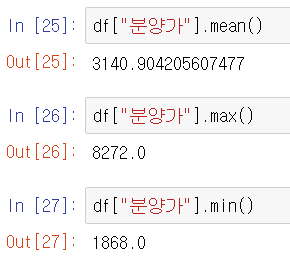 In [25]: df["분양가"].mean()
Out[25]: 3140.904205607477
In [26]: df["분양가"].max()
Out[26]: 8272.0
In [27]: df["분양가"].min()
Out[27]: 1868.0